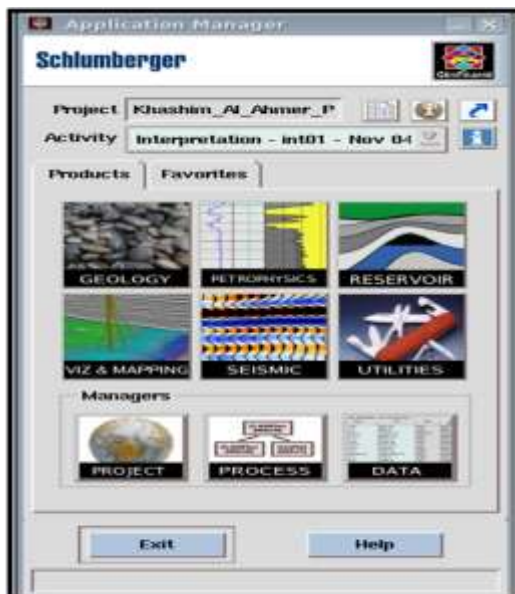 Application Manager
Schlumberger
GeoFrame
Project Khashim_Al_Ahmer_P
Activity Interpretation - int01 - Nov 04
Products Favorites
GEOLOGY PETROPHYSICS RESERVOIR
VIZ & MAPPING SEISMIC UTILITIES
Managers
PROJECT PROCESS DATA
Exit Help